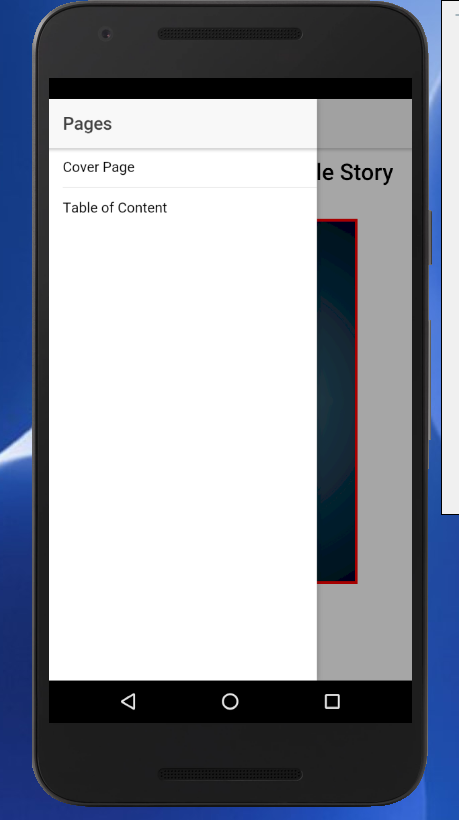 Pages
Cover Page
le Story
Table of Content